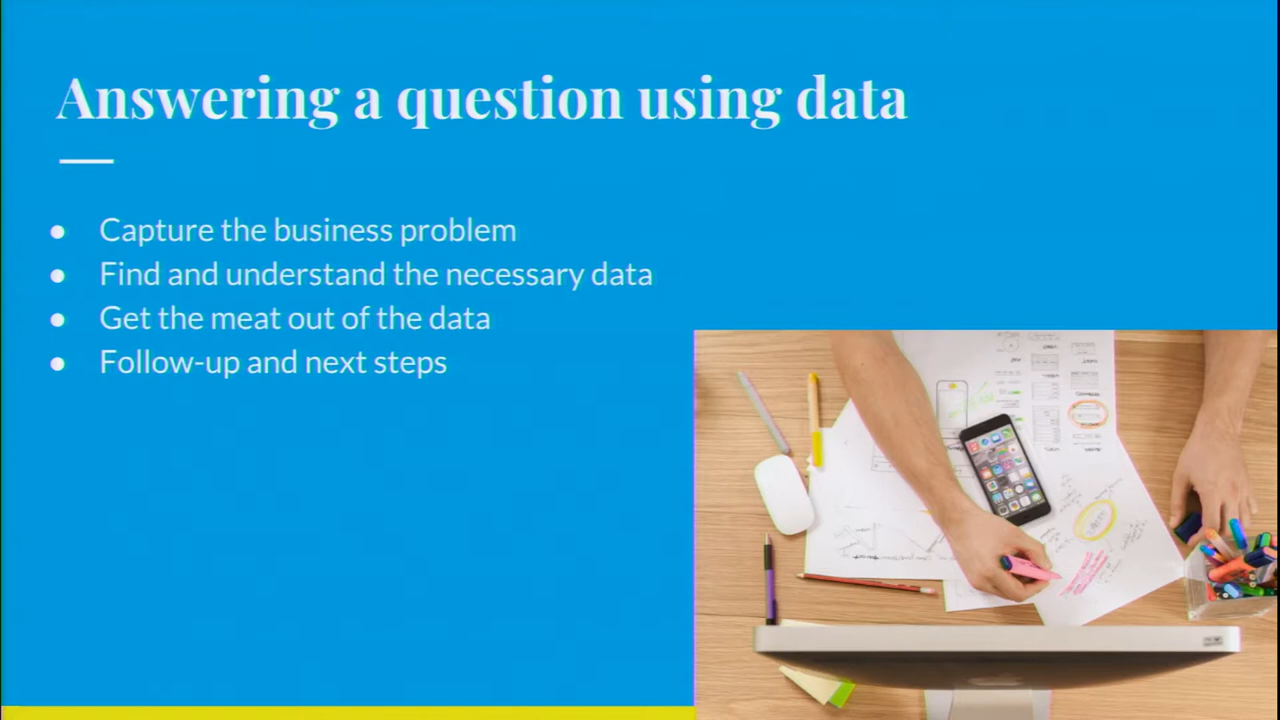 Answering a question using data
● Capture the business problem
● Find and understand the necessary data
● Get the meat out of the data
● Follow-up and next steps